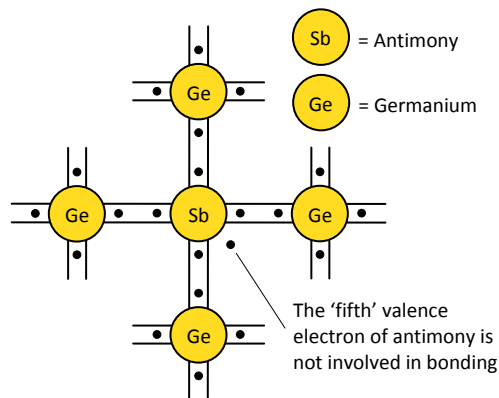 Sb = Antimony
Ge
Ge = Germanium
Ge Sb Ge
The ‘fifth’ valence
electron of antimony is
not involved in bonding
Ge